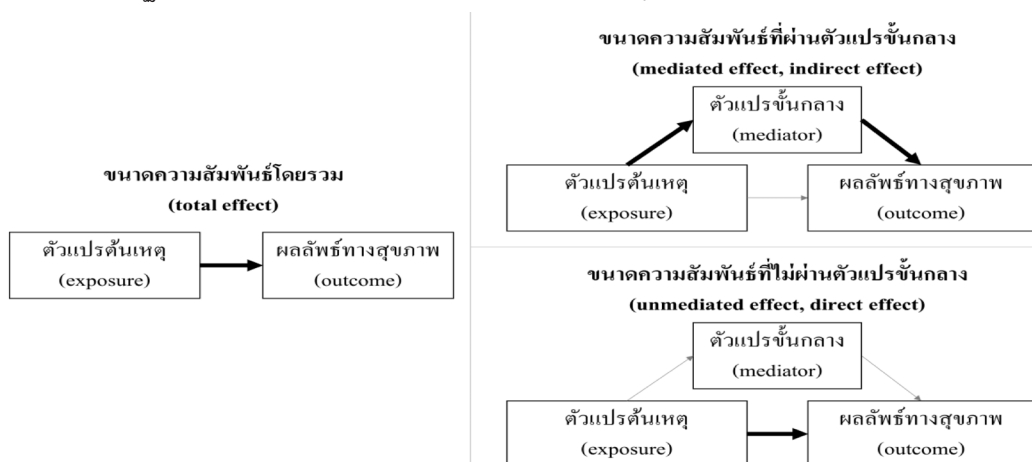 ขนาดความสัมพันธ์โดยรวม
(total effect)
ตัวแปรต้นเหตุ
(exposure)
ผลลัพธ์ทางสุขภาพ
(outcome)
ขนาดความสัมพันธ์ที่ผ่านตัวแปรขั้นกลาง
(mediated effect, indirect effect)
ตัวแปรขั้นกลาง
(mediator)
ตัวแปรต้นเหตุ
(exposure)
ผลลัพธ์ทางสุขภาพ
(outcome)
ขนาดความสัมพันธ์ที่ไม่ผ่านตัวแปรขั้นกลาง
(unmediated effect, direct effect)
ตัวแปรขั้นกลาง
(mediator)
ตัวแปรต้นเหตุ
(exposure)
ผลลัพธ์ทางสุขภาพ
(outcome)